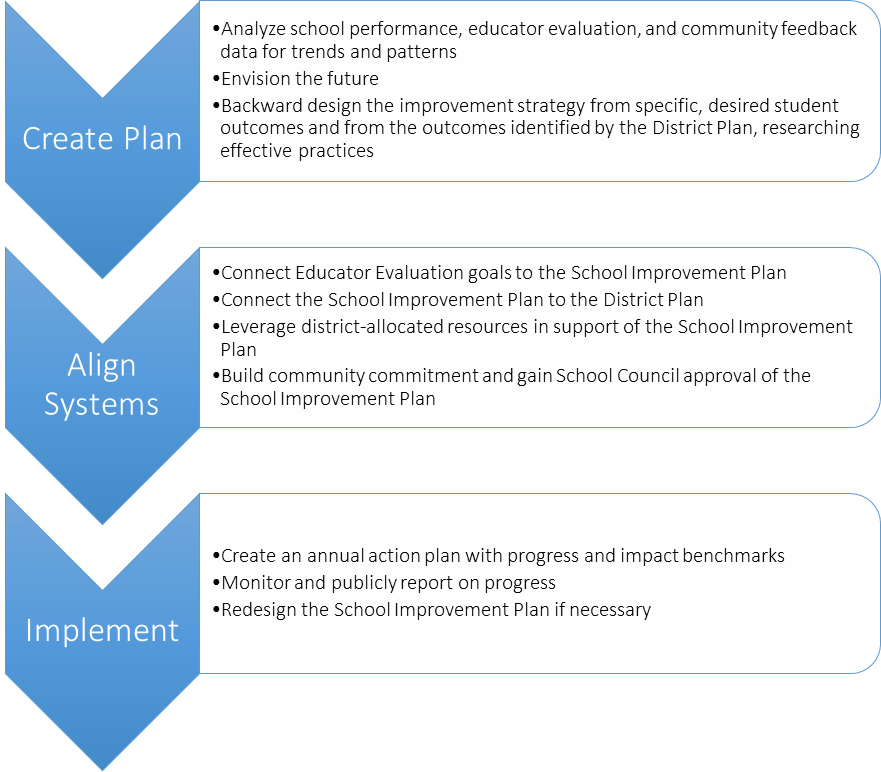 Create Plan
•Analyze school performance, educator evaluation, and community feedback
data for trends and patterns
•Envision the future
•Backward design the improvement strategy from specific, desired student
outcomes and from the outcomes identified by the District Plan, researching
effective practices
Align
Systems
•Connect Educator Evaluation goals to the School Improvement Plan
•Connect the School Improvement Plan to the District Plan
•Leverage district-allocated resources in support of the School Improvement
Plan
•Build community commitment and gain School Council approval of the
School Improvement Plan
Implement
•Create an annual action plan with progress and impact benchmarks
•Monitor and publicly report on progress
•Redesign the School Improvement Plan if necessary